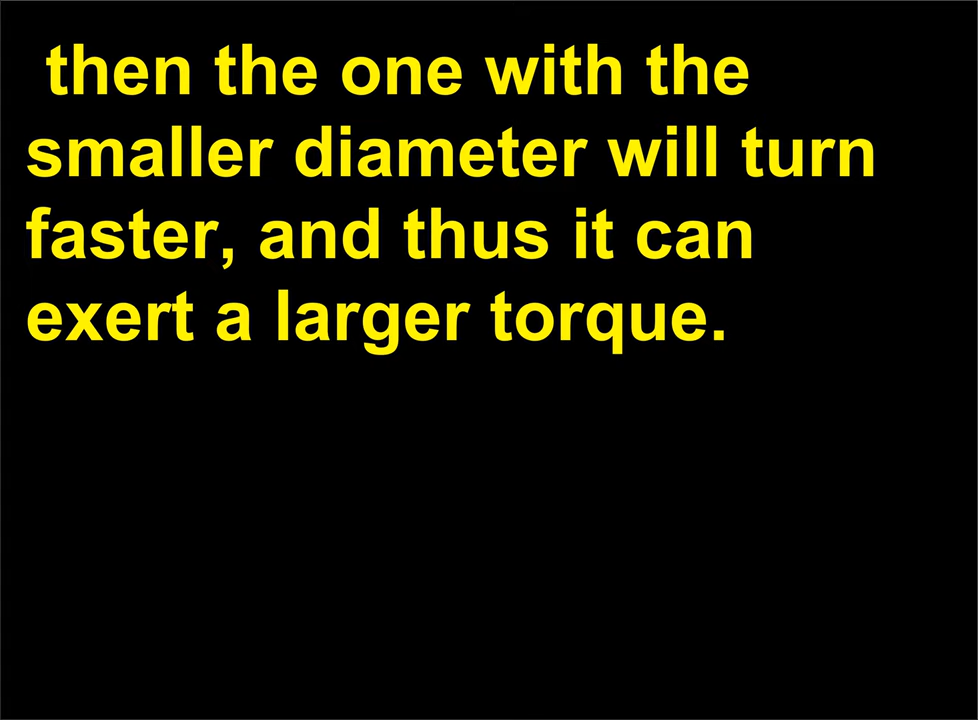 then the one with the
smaller diameter will turn
faster, and thus it can
exert a larger torque.